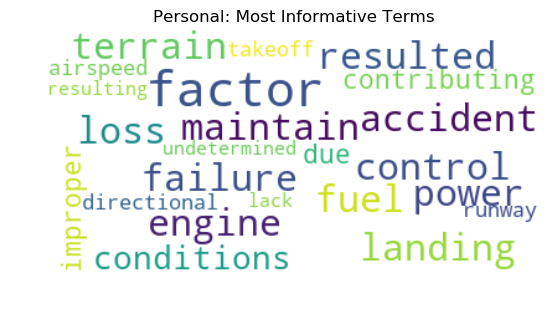 Personal: Most Informative Terms
terrain
takeoff
resulted
airspeed
factor
contributing
resulting
loss
maintain
accident
undetermined
due
failure
control
improper
directional
lack
fuel
power
runway
engine
conditions
landing